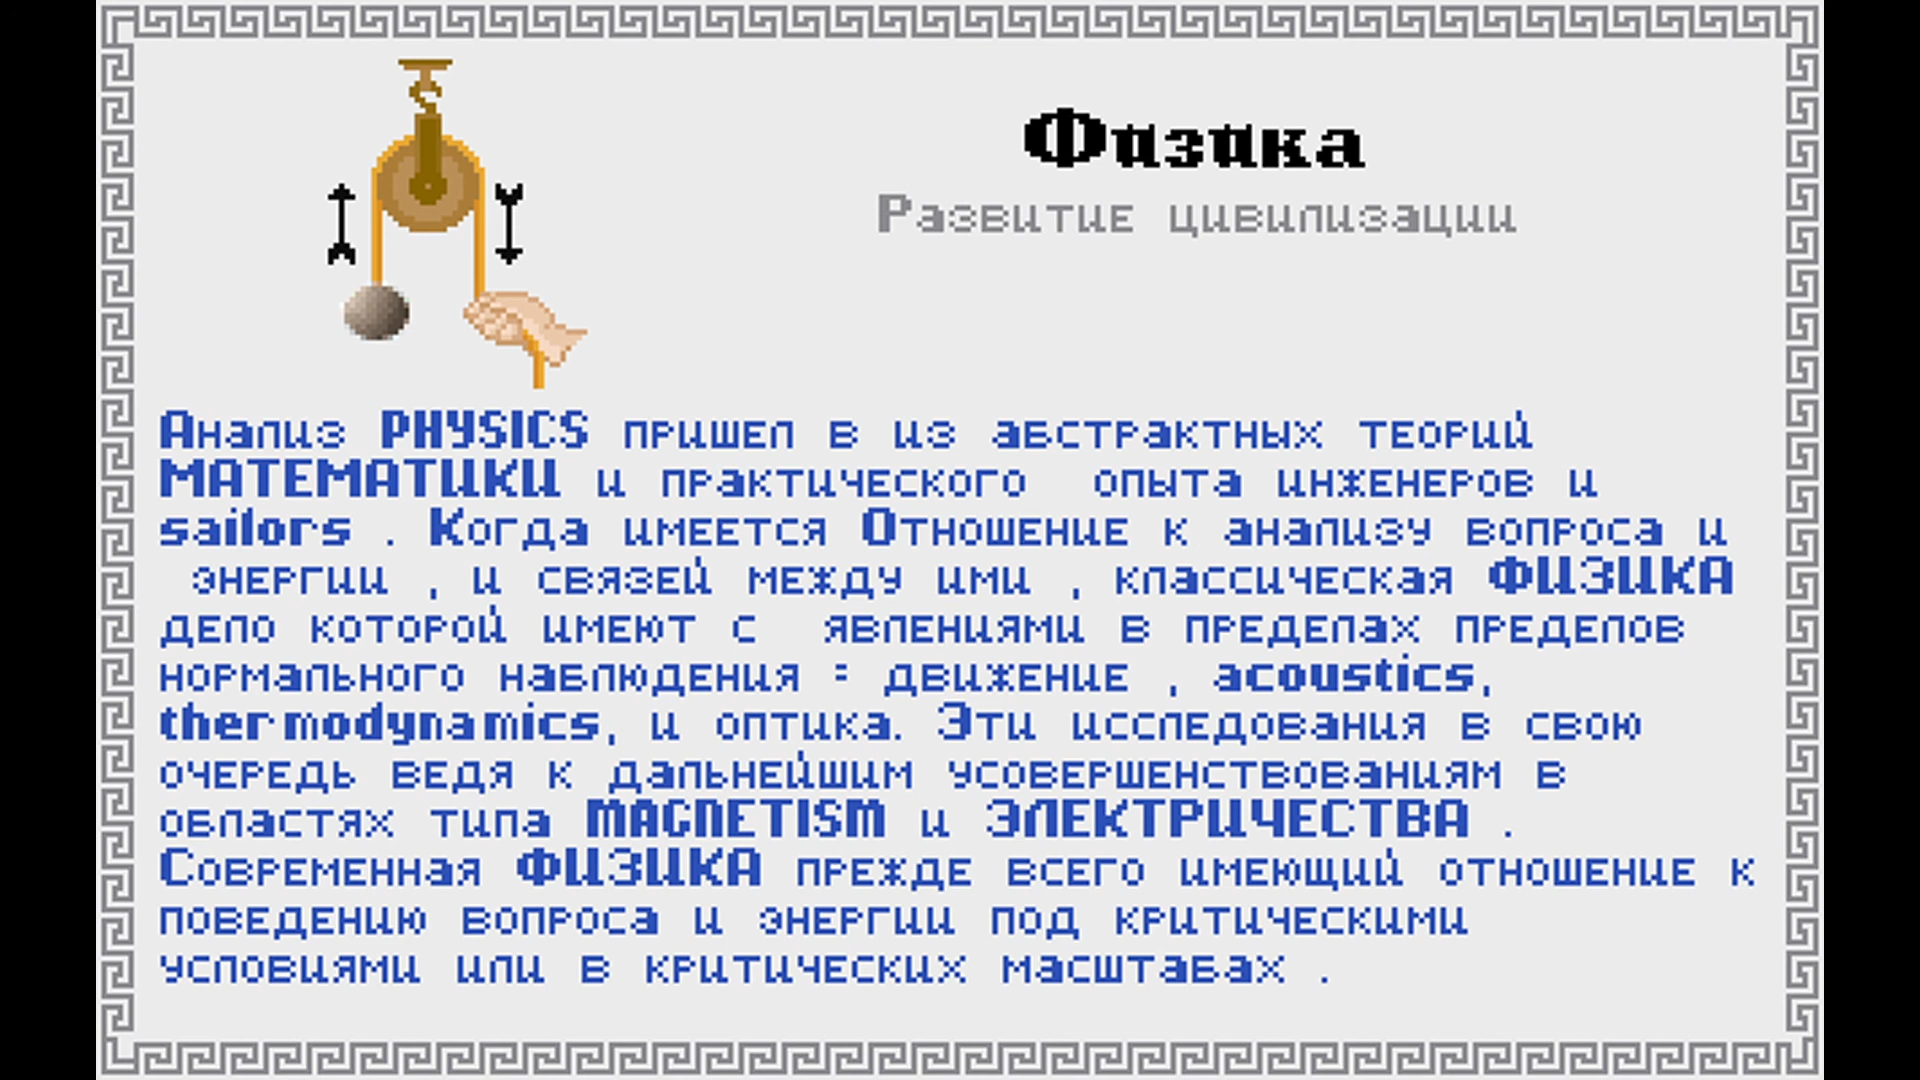 Физика
Развитие цивилизации
Анализ PHYSICS пришел в из абстрактных теорий
МАТЕМАТИКИ и практического опыта инженеров и
sailors . Когда имеется Отношение к анализу вопроса и
энергии , и связей между ими , классическая ФИЗИКА
дело которой имеют с явлениями в пределах пределов
нормального наблюдения : движение , acoustics,
thermodynamics, и оптика. Эти исследования в свою
очередь ведя к дальнейшим усовершенствованиям в
областях типа MAGNETISM и ЭЛЕКТРИЧЕСТВА .
Современная ФИЗИКА прежде всего имеющий отношение к
поведению вопроса и энергии под критическими
условиями или в критических масштабах .